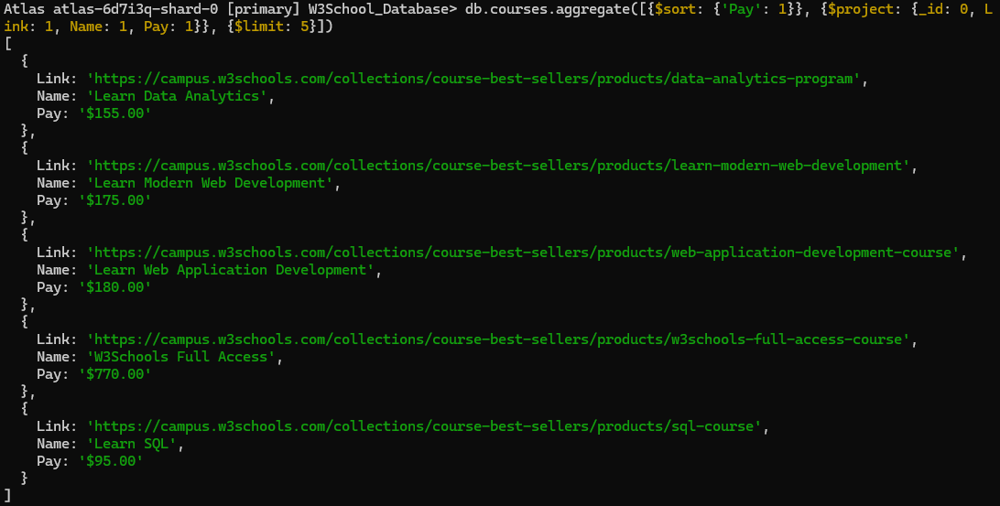 Atlas atlas-6d7i3q-shard-0 [primary] W3School_Database> db.courses.aggregate([{$sort: {'Pay': 1}}, {$project: {_id: 0, L
ink: 1, Name: 1, Pay: 1}}, {$limit: 5}])
[
  {
    Link: 'https://campus.w3schools.com/collections/course-best-sellers/products/data-analytics-program',
    Name: 'Learn Data Analytics',
    Pay: '$155.00'
  },
  {
    Link: 'https://campus.w3schools.com/collections/course-best-sellers/products/learn-modern-web-development',
    Name: 'Learn Modern Web Development',
    Pay: '$175.00'
  },
  {
    Link: 'https://campus.w3schools.com/collections/course-best-sellers/products/web-application-development-course',
    Name: 'Learn Web Application Development',
    Pay: '$180.00'
  },
  {
    Link: 'https://campus.w3schools.com/collections/course-best-sellers/products/w3schools-full-access-course',
    Name: 'W3Schools Full Access',
    Pay: '$770.00'
  },
  {
    Link: 'https://campus.w3schools.com/collections/course-best-sellers/products/sql-course',
    Name: 'Learn SQL',
    Pay: '$95.00'
  }
]